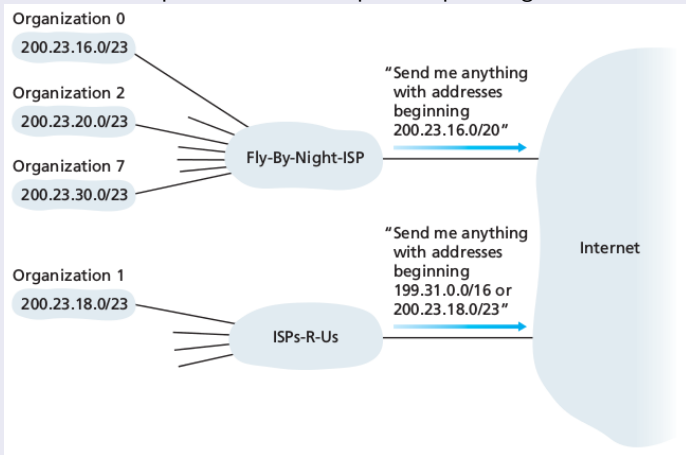 Organization 0
200.23.16.0/23
Organization 2
200.23.20.0/23
Organization 7
200.23.30.0/23
Fly-By-Night-ISP
“Send me anything
with addresses
beginning
200.23.16.0/20”
Organization 1
200.23.18.0/23
ISPs-R-Us
“Send me anything
with addresses
beginning
199.31.0.0/16 or
200.23.18.0/23”
Internet